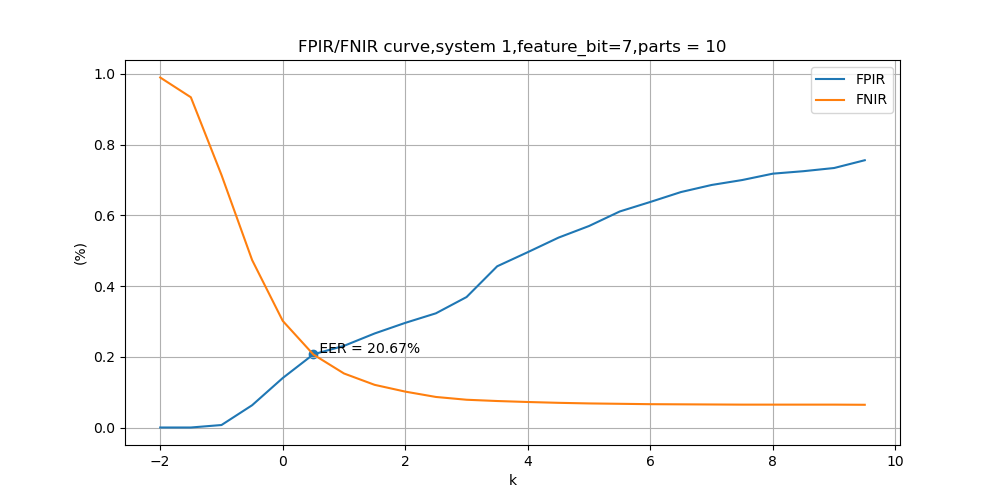 FPIR/FNIR curve,system 1,feature_bit=7,parts = 10
FPIR
FNIR
1.0
0.8
0.6
0.4
0.2
0.0
(%)
EER = 20.67%
−2
0
2
4
6
8
10
k